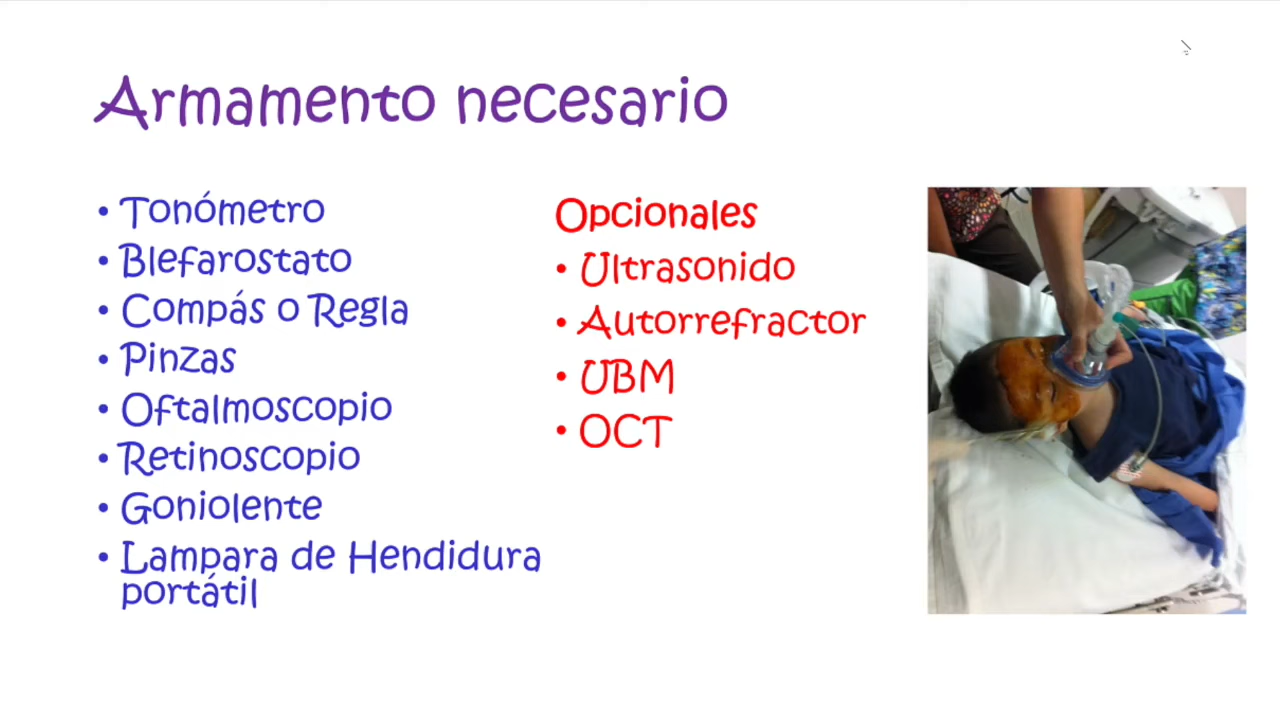 Armamento necesario
• Tonómetro
• Blefarostato
• Compás o Regla
• Pinzas
• Oftalmoscopio
• Retinoscopio
• Goniolente
• Lampara de Hendidura
portátil
Opcionales
• Ultrasonido
• Autorrefractor
• UBM
• OCT